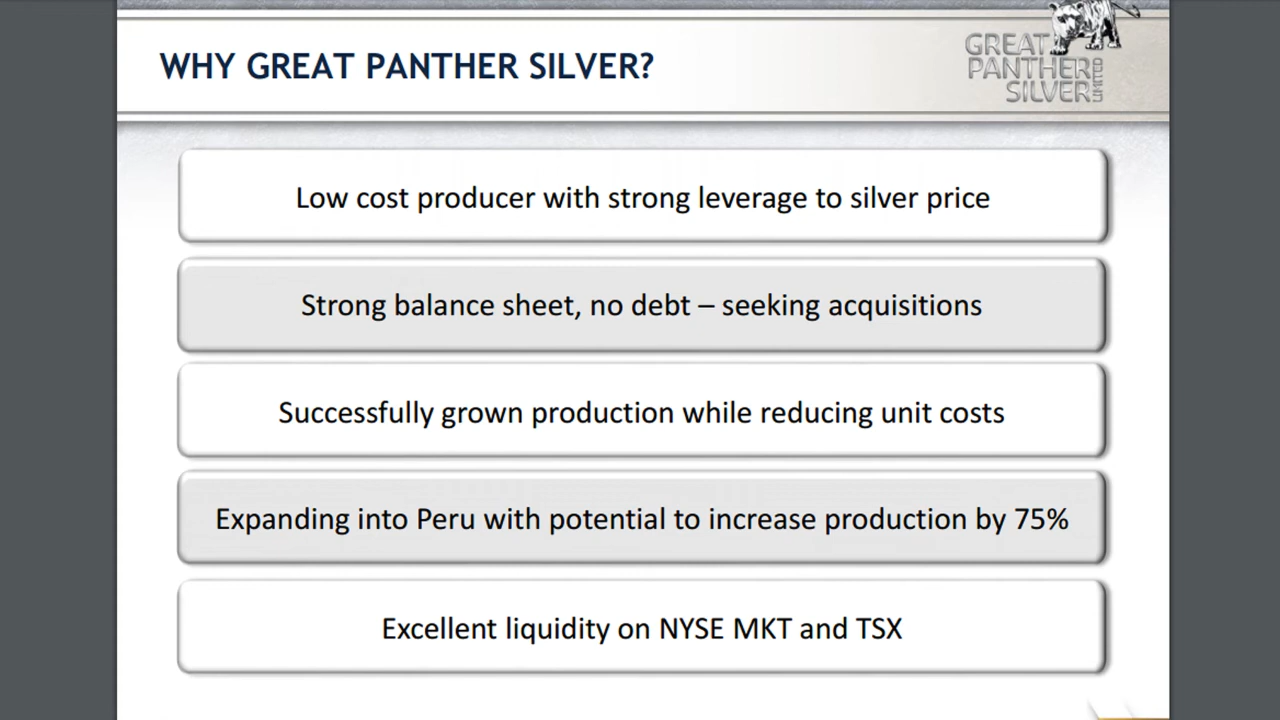 WHY GREAT PANTHER SILVER?
GREAT
PANTHER
SILVER
LIMITED
Low cost producer with strong leverage to silver price
Strong balance sheet, no debt – seeking acquisitions
Successfully grown production while reducing unit costs
Expanding into Peru with potential to increase production by 75%
Excellent liquidity on NYSE MKT and TSX